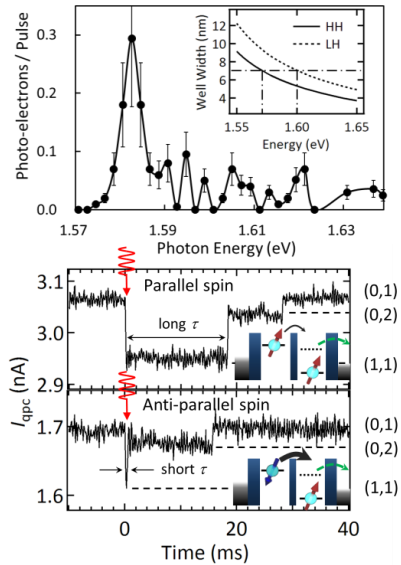 Photo-electrons / Pulse
0.3
0.2
0.1
0.0
1.57
1.59
1.61
1.63
Photon Energy (eV)
Well Width (nm)
12
10
8
6
4
2
HH
LH
1.55
1.60
1.65
Energy (eV)
I qpc (nA)
3.1
3.0
2.9
Parallel spin
long τ
(0,1)
(0,2)
(1,1)
1.7
1.6
Anti-parallel spin
short τ
(0,1)
(0,2)
(1,1)
0
20
40
Time (ms)